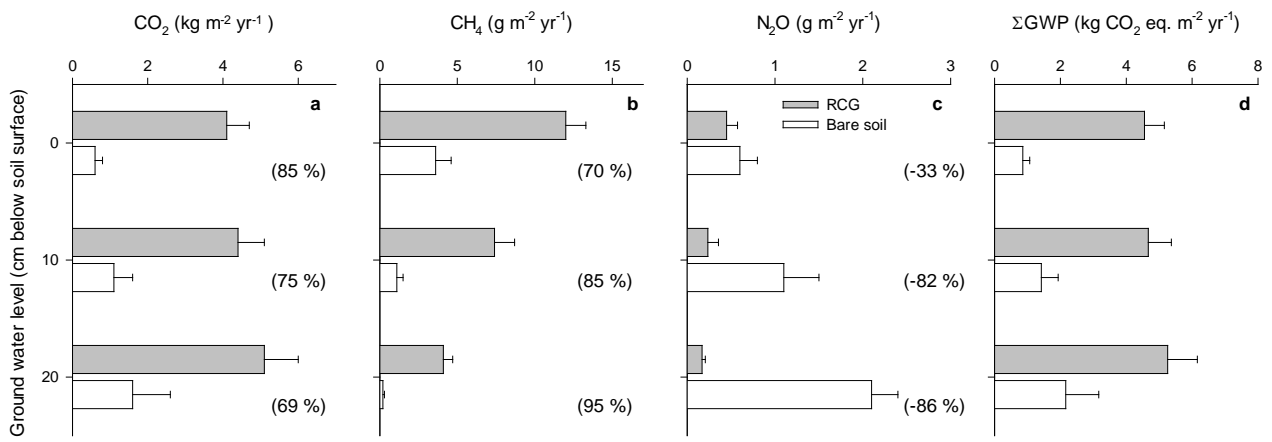 CO₂ (kg m⁻² yr⁻¹ )
CH₄ (g m⁻² yr⁻¹)
N₂O (g m⁻² yr⁻¹)
ΣGWP (kg CO₂ eq. m⁻² yr⁻¹)
0 2 4 6
0 5 10 15
0 1 2 3
0 2 4 6 8
a
b
c
d
RCG
Bare soil
Ground water level (cm below soil surface)
0
(85 %)
(70 %)
(-33 %)
10
(75 %)
(85 %)
(-82 %)
20
(69 %)
(95 %)
(-86 %)